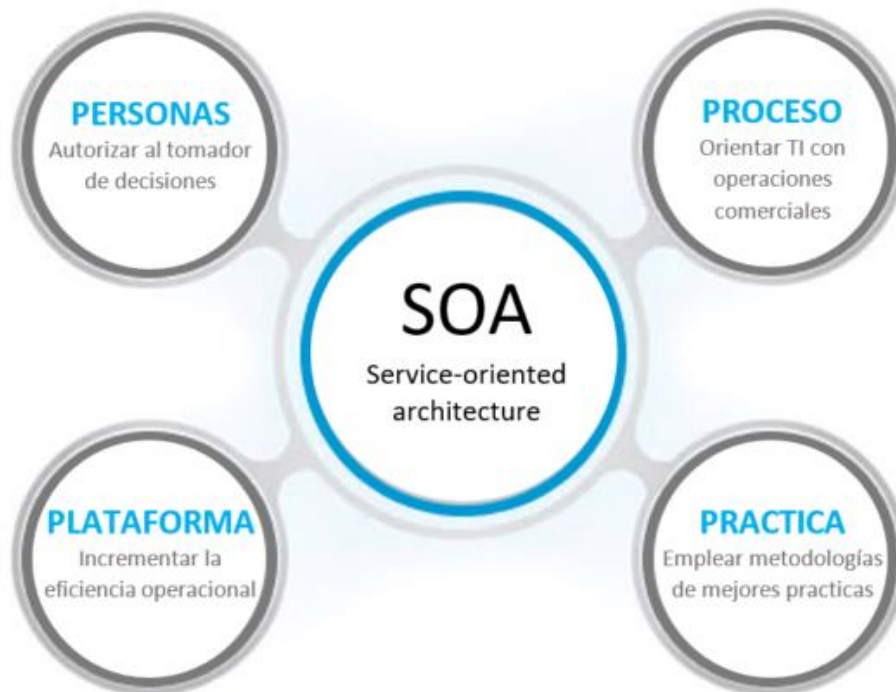 PERSONAS
Autorizar al tomador
de decisiones
PROCESO
Orientar TI con
operaciones
comerciales
SOA
Service-oriented
architecture
PLATAFORMA
Incrementar la
eficiencia operacional
PRACTICA
Emplear metodologías
de mejores practicas